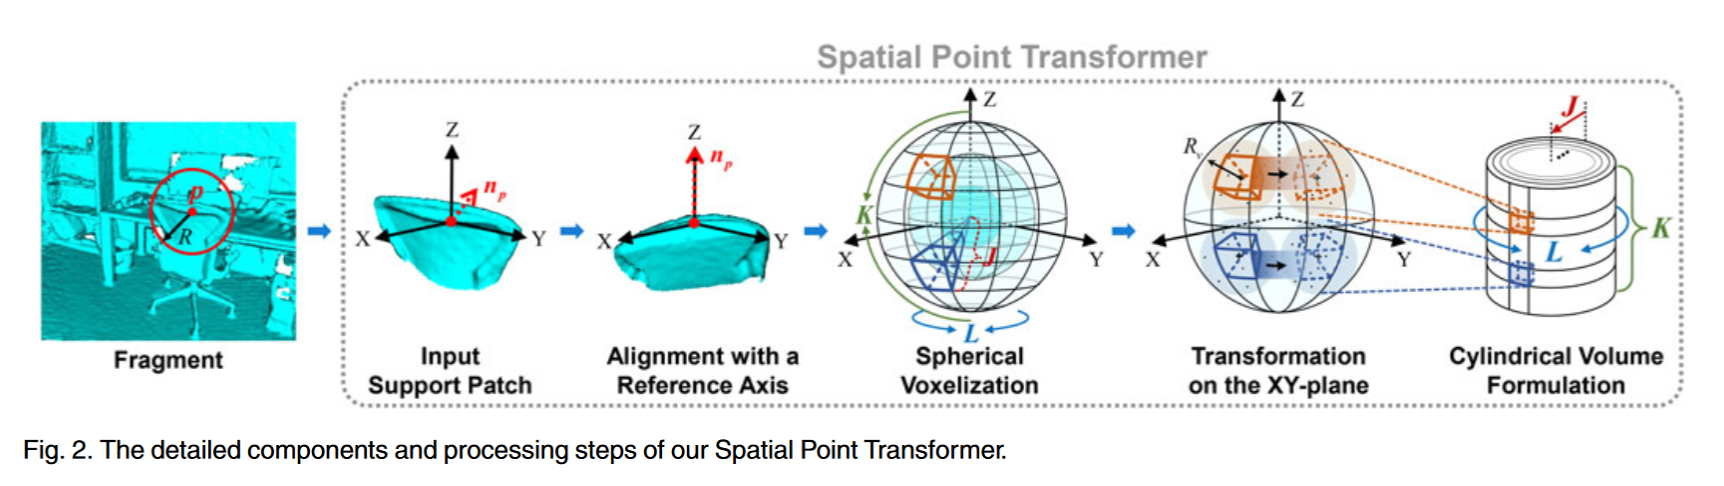 Spatial Point Transformer
p
R
Fragment
Z
n_p
X
Y
Input
Support Patch
Z
n_p
X
Y
Alignment with a
Reference Axis
Z
K
J
X
Y
L
Spherical
Voxelization
Z
R_v
X
Y
Transformation
on the XY-plane
J
K
L
Cylindrical Volume
Formulation
Fig. 2. The detailed components and processing steps of our Spatial Point Transformer.